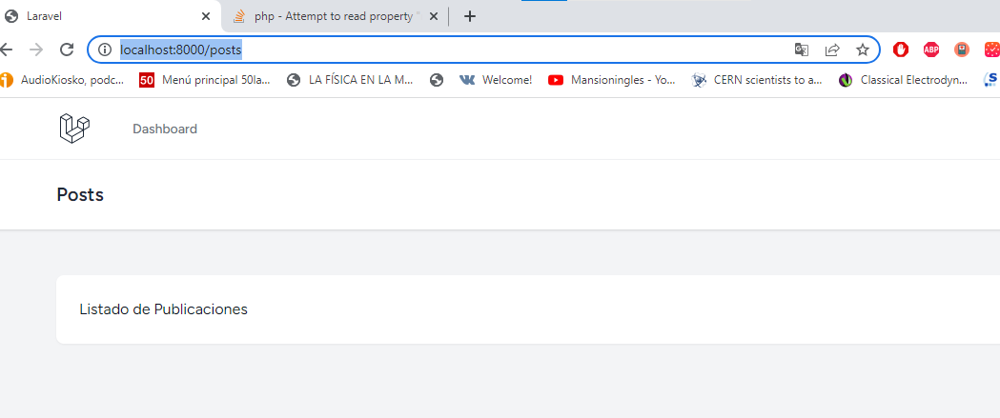 Laravel
php - Attempt to read property "
localhost:8000/posts
ABP
AudioKiosko, podc...
50
Menú principal 50la...
LA FÍSICA EN LA M...
Welcome!
Mansioningles - Yo...
CERN scientists to a...
Classical Electrodyn...
S
Dashboard
Posts
Listado de Publicaciones